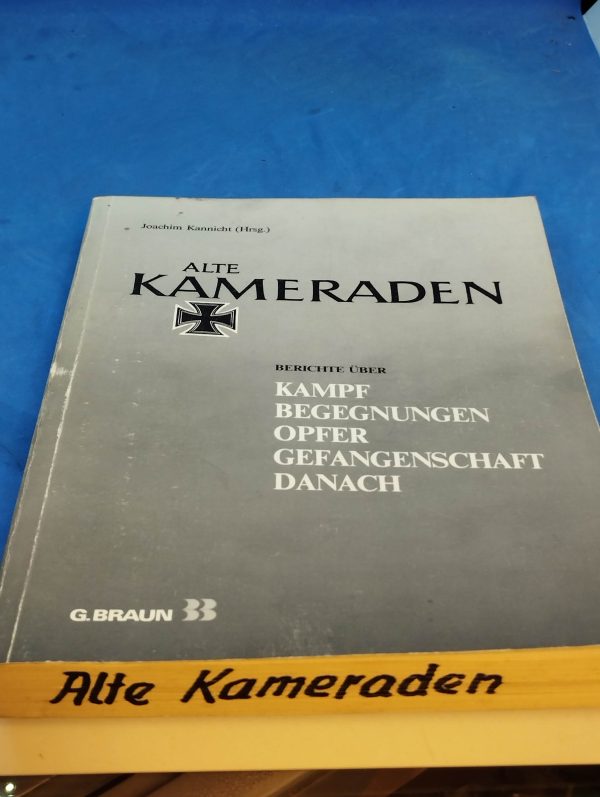 Joachim Kannicht (Hrsg.)
ALTE
KAMERADEN
BERICHTE ÜBER
KAMPF
BEGEGNUNGEN
OPFER
GEFANGENSCHAFT
DANACH
G.BRAUN
Alte Kameraden